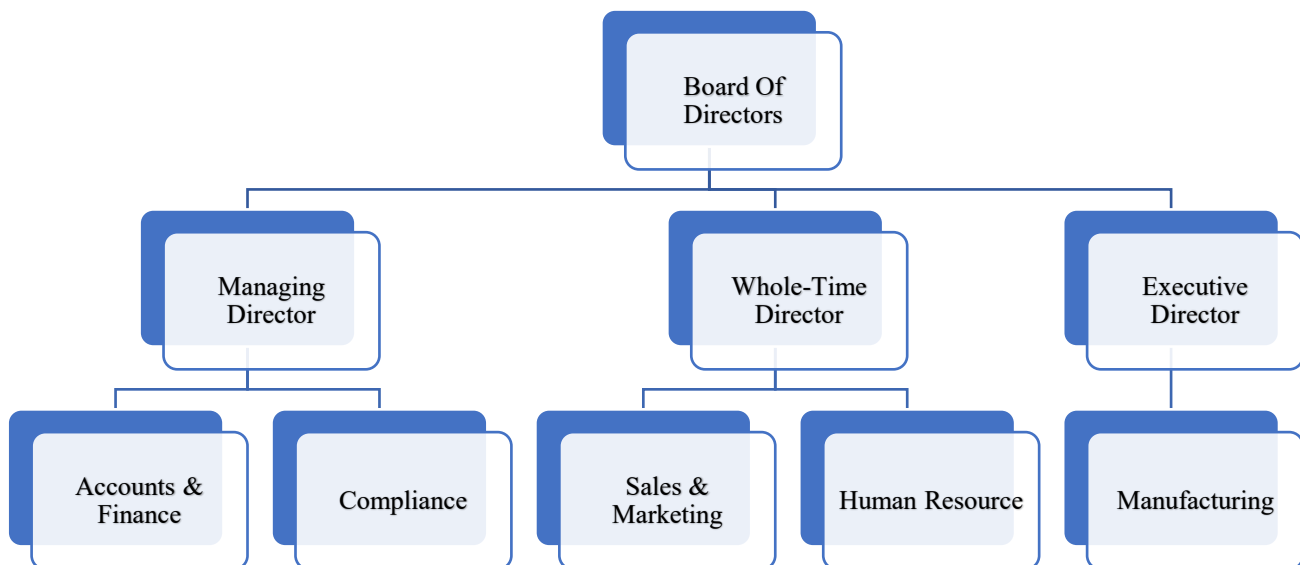 Board Of
Directors
Managing
Director
Whole-Time
Director
Executive
Director
Accounts &
Finance
Compliance
Sales &
Marketing
Human Resource
Manufacturing